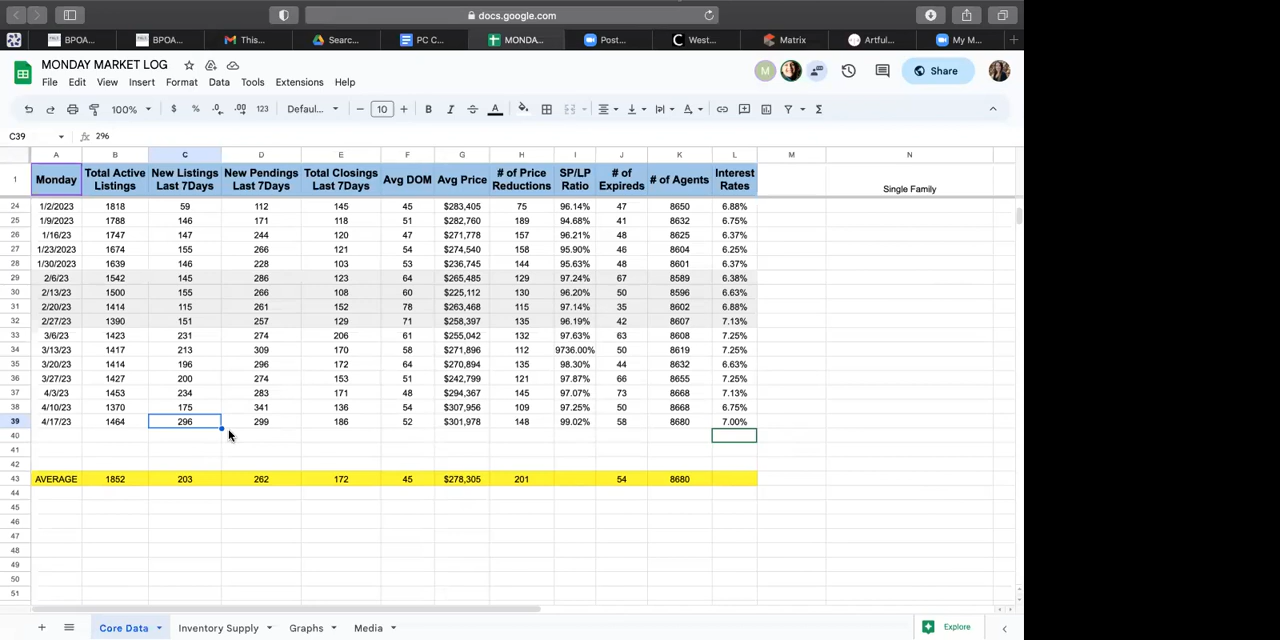 docs.google.com
BPOA... BPOA... This... Searc... PC C... MONDA... Post... West... Matrix Artful... My M...
MONDAY MARKET LOG
M
Share
File Edit View Insert Format Data Tools Extensions Help
100% $ % .0 .00 123 Defaul... 10 B I S A
C39 fx 296
A B C D E F G H I J K L M N
1 Monday Total Active Listings New Listings Last 7Days New Pendings Last 7Days Total Closings Last 7Days Avg DOM Avg Price # of Price Reductions SP/LP Ratio # of Expireds # of Agents Interest Rates Single Family
24 1/2/2023 1818 59 112 145 45 $283,405 75 96.14% 47 8650 6.88%
25 1/9/2023 1788 146 171 118 51 $282,760 189 94.68% 41 8632 6.75%
26 1/16/23 1747 147 244 120 47 $271,778 157 96.21% 48 8625 6.37%
27 1/23/2023 1674 155 266 121 54 $274,540 158 95.90% 46 8604 6.25%
28 1/30/2023 1639 146 228 103 53 $236,745 144 95.63% 48 8601 6.37%
29 2/6/23 1542 145 286 123 64 $265,485 129 97.24% 67 8589 6.38%
30 2/13/23 1500 155 266 108 60 $225,112 130 96.20% 50 8596 6.63%
31 2/20/23 1414 115 261 152 78 $263,468 115 97.14% 35 8602 6.88%
32 2/27/23 1390 151 257 129 71 $258,397 135 96.19% 42 8607 7.13%
33 3/6/23 1423 231 274 206 61 $255,042 132 97.63% 63 8608 7.25%
34 3/13/23 1417 213 309 170 58 $271,896 112 9736.00% 50 8619 7.25%
35 3/20/23 1414 196 296 172 64 $270,894 135 98.30% 44 8632 6.63%
36 3/27/23 1427 200 274 153 51 $242,799 121 97.87% 66 8655 7.25%
37 4/3/23 1453 234 283 171 48 $294,367 145 97.07% 73 8668 7.13%
38 4/10/23 1370 175 341 136 54 $307,956 109 97.25% 50 8668 6.75%
39 4/17/23 1464 296 299 186 52 $301,978 148 99.02% 58 8680 7.00%
40
41
42
43 AVERAGE 1852 203 262 172 45 $278,305 201 54 8680
44
45
46
47
48
49
50
51
Core Data Inventory Supply Graphs Media Explore